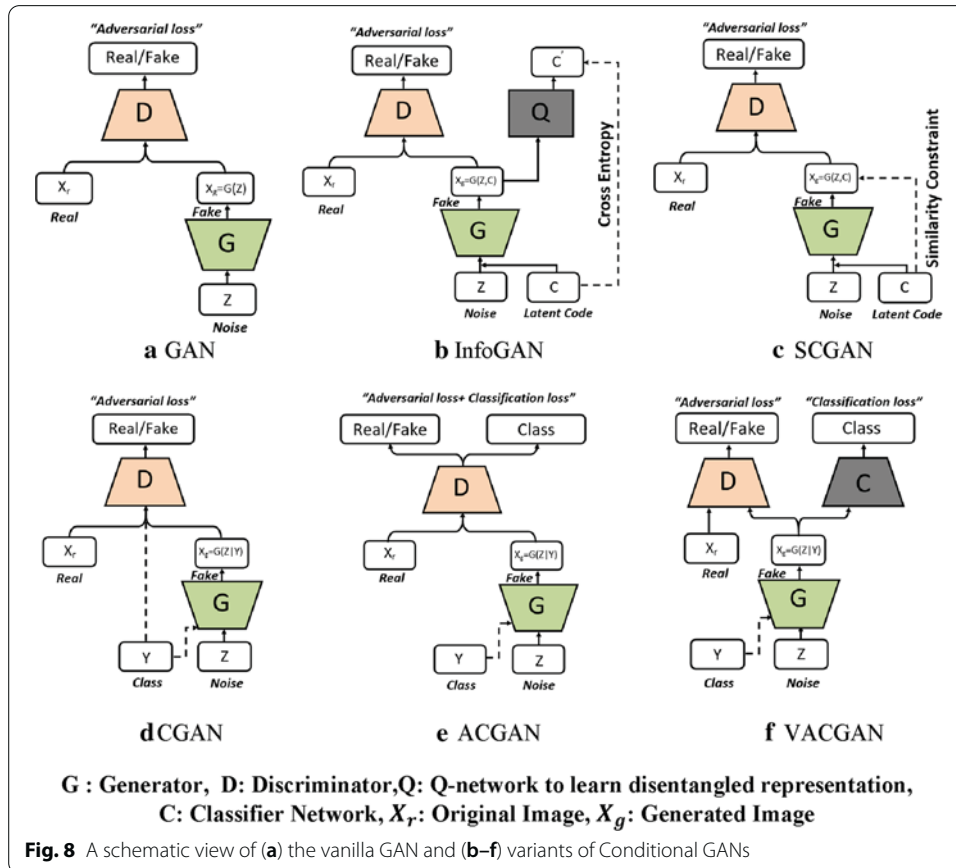 "Adversarial loss"
Real/Fake
D
Xr
Real
Xg=G(Z)
Fake
G
Z
Noise
a GAN
"Adversarial loss"
Real/Fake
D
Xr
Real
Xg=G(Z,C)
Fake
G
Z
Noise
C
Latent Code
C'
Q
Cross Entropy
b InfoGAN
"Adversarial loss"
Real/Fake
D
Xr
Real
Xg=G(Z,C)
Fake
G
Z
Noise
C
Latent Code
Similarity Constraint
c SCGAN
"Adversarial loss"
Real/Fake
D
Xr
Real
Xg=G(Z|Y)
Fake
G
Y
Class
Z
Noise
d CGAN
"Adversarial loss+ Classification loss"
Real/Fake
Class
D
Xr
Real
Xg=G(Z|Y)
Fake
G
Y
Class
Z
Noise
e ACGAN
"Adversarial loss"
"Classification loss"
Real/Fake
Class
D
C
Xr
Real
Xg=G(Z|Y)
Fake
G
Y
Class
Z
Noise
f VACGAN
G : Generator, D: Discriminator,Q: Q-network to learn disentangled representation,
C: Classifier Network, Xr: Original Image, Xg: Generated Image
Fig. 8 A schematic view of (a) the vanilla GAN and (b–f) variants of Conditional GANs